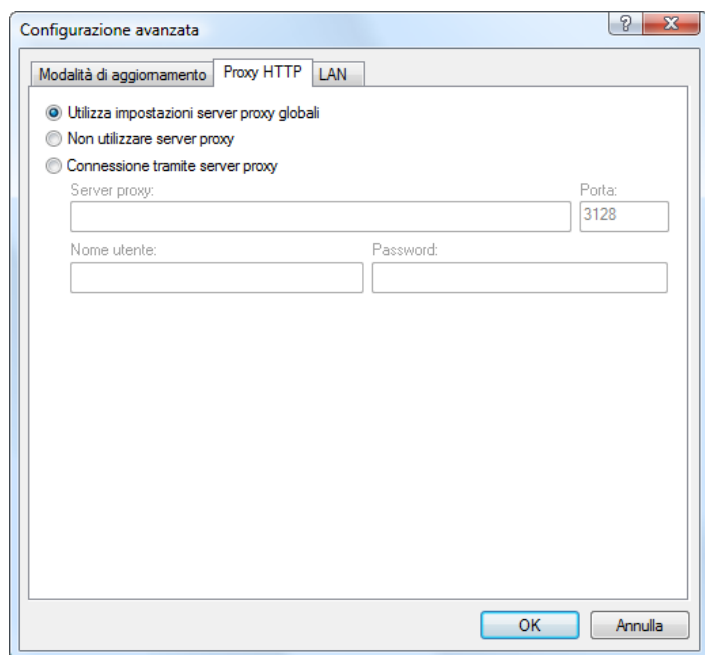 Configurazione avanzata
Modalità di aggiornamento Proxy HTTP LAN
Utilizza impostazioni server proxy globali
Non utilizzare server proxy
Connessione tramite server proxy
Server proxy: Porta:
3128
Nome utente: Password:
OK Annulla